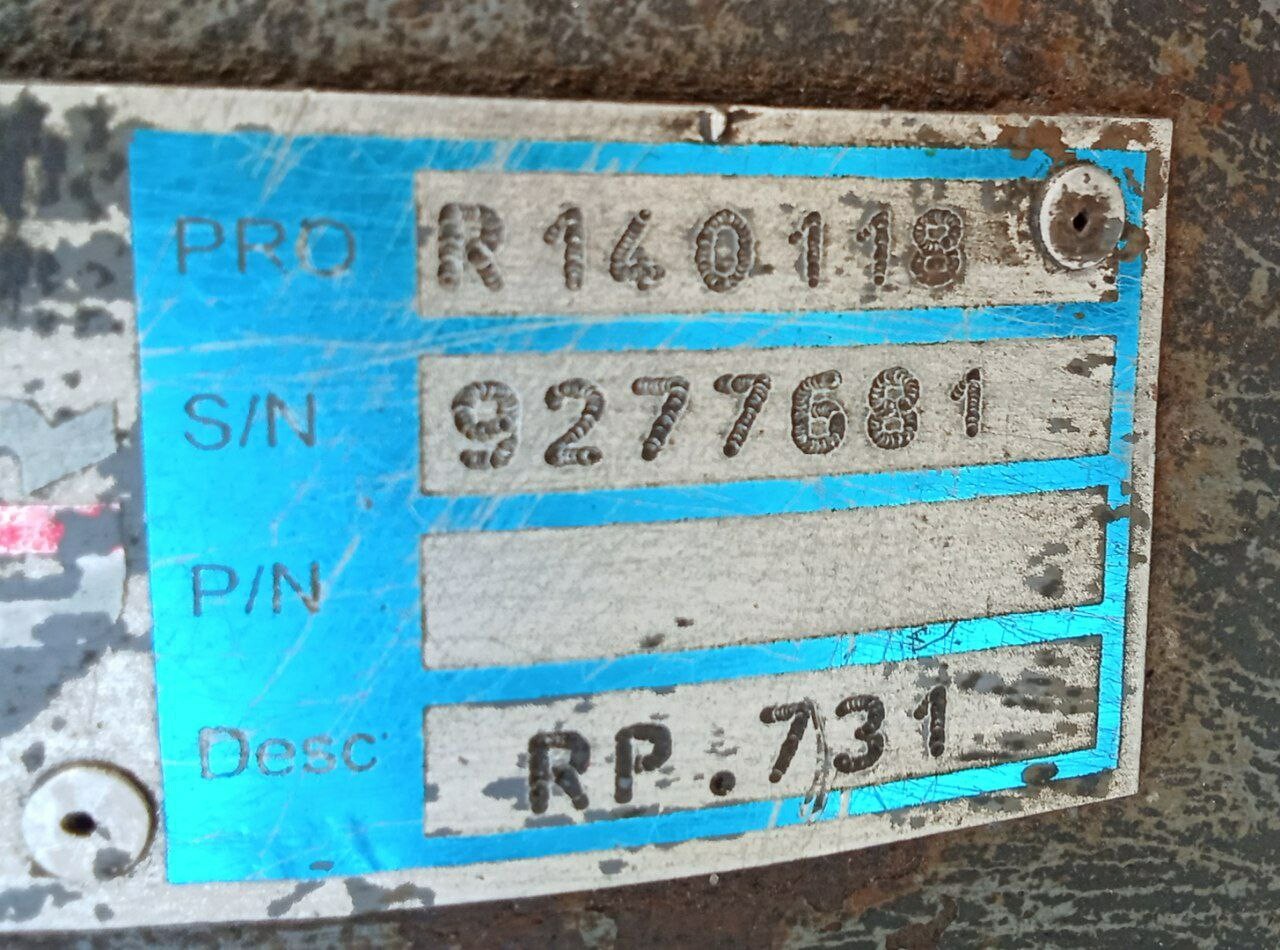 PRO R140118
S/N 9277681
P/N
Desc RP.731